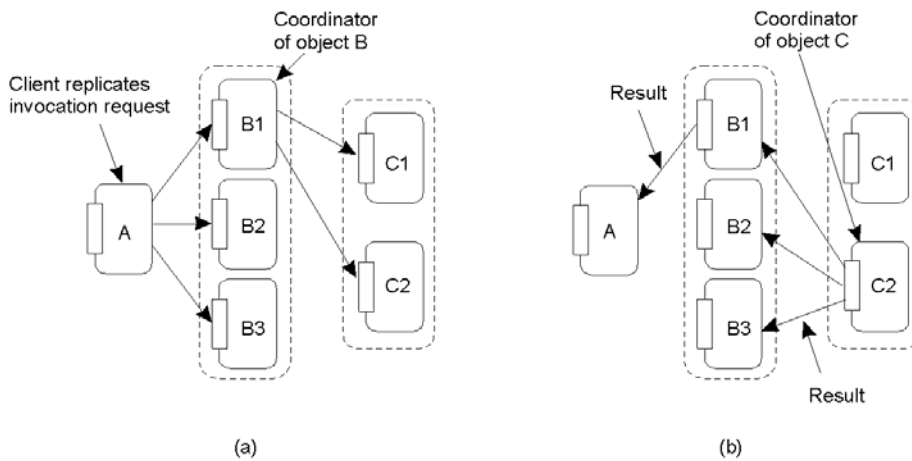 Coordinator
of object B
Client replicates
invocation request
A
B1
B2
B3
C1
C2
(a)
Coordinator
of object C
Result
A
B1
B2
B3
C1
C2
Result
(b)